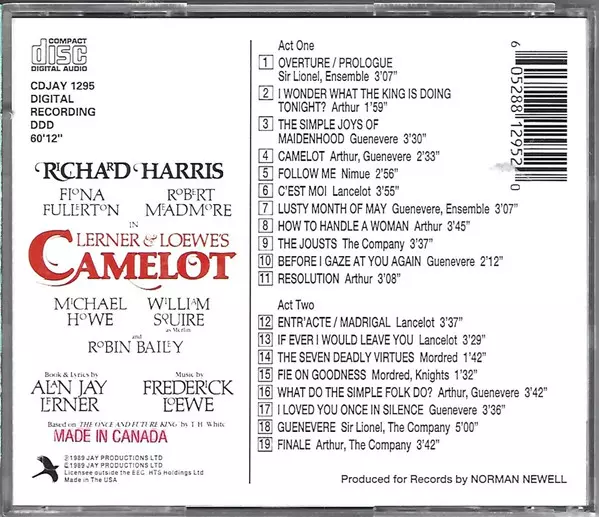 COMPACT
disc
DIGITAL AUDIO
CDJAY 1295
DIGITAL
RECORDING
DDD
60'12"
RICHARD HARRIS
FIONA
FULLERTON
ROBERT
MEADMORE
IN
LERNER & LOEWE'S
CAMELOT
MICHAEL
HOWE
WILLIAM
SQUIRE
as Merlin
and
ROBIN BAILEY
Book & Lyrics by
ALAN JAY
LERNER
Music by
FREDERICK
LOEWE
Based on THE ONCE AND FUTURE KING by T H White
MADE IN CANADA
℗1989 JAY PRODUCTIONS LTD
©1989 JAY PRODUCTIONS LTD
Licensee outside the EEC HTS Holdings Ltd
Made in The USA
Act One
1 OVERTURE / PROLOGUE
Sir Lionel, Ensemble 3'07"
2 I WONDER WHAT THE KING IS DOING
TONIGHT? Arthur 1'59"
3 THE SIMPLE JOYS OF
MAIDENHOOD Guenevere 3'30"
4 CAMELOT Arthur, Guenevere 2'33"
5 FOLLOW ME Nimue 2'56"
6 C'EST MOI Lancelot 3'55"
7 LUSTY MONTH OF MAY Guenevere, Ensemble 3'07"
8 HOW TO HANDLE A WOMAN Arthur 3'45"
9 THE JOUSTS The Company 3'37"
10 BEFORE I GAZE AT YOU AGAIN Guenevere 2'12"
11 RESOLUTION Arthur 3'08"
Act Two
12 ENTR'ACTE / MADRIGAL Lancelot 3'37"
13 IF EVER I WOULD LEAVE YOU Lancelot 3'29"
14 THE SEVEN DEADLY VIRTUES Mordred 1'42"
15 FIE ON GOODNESS Mordred, Knights 1'32"
16 WHAT DO THE SIMPLE FOLK DO? Arthur, Guenevere 3'42"
17 I LOVED YOU ONCE IN SILENCE Guenevere 3'36"
18 GUENEVERE Sir Lionel, The Company 5'00"
19 FINALE Arthur, The Company 3'42"
Produced for Records by NORMAN NEWELL
6 05288 12952 0